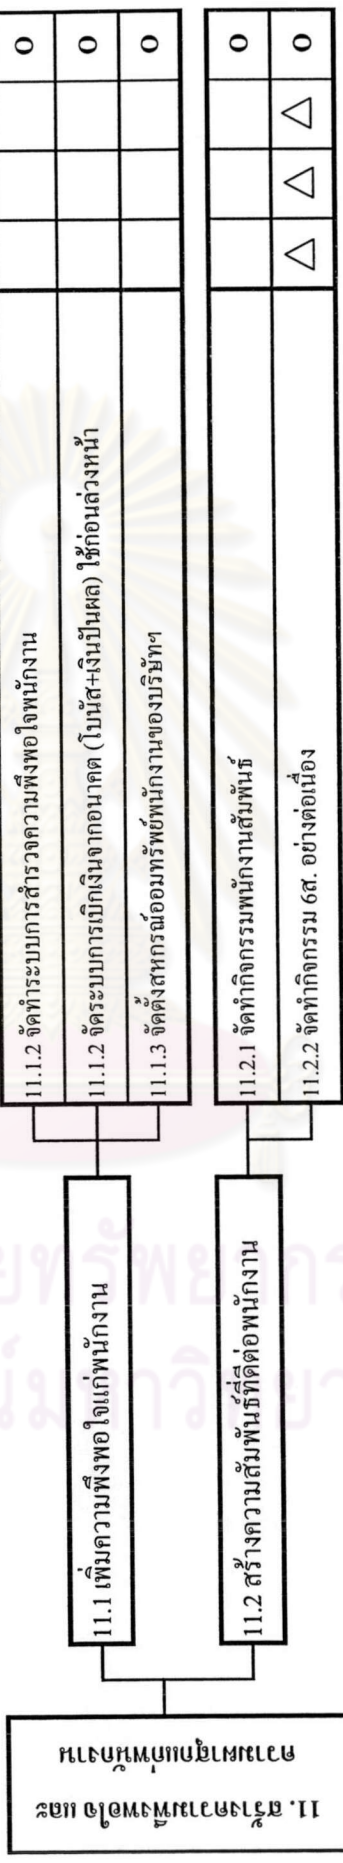 11. สร้างความพึงพอใจ และ
ความผาสุกแก่พนักงาน
11.1 เพิ่มความพึงพอใจแก่พนักงาน
11.1.2 จัดทำระบบการสำรวจความพึงพอใจพนักงาน O
11.1.2 จัดระบบการเบิกเงินจากอนาคต (โบนัส+เงินปันผล) ใช้ก่อนล่วงหน้า O
11.1.3 จัดตั้งสหกรณ์ออมทรัพย์พนักงานของบริษัทฯ O
11.2 สร้างความสัมพันธ์ที่ดีต่อพนักงาน
11.2.1 จัดทำกิจกรรมพนักงานสัมพันธ์ O
11.2.2 จัดทำกิจกรรม 6ส. อย่างต่อเนื่อง △ △ △ O